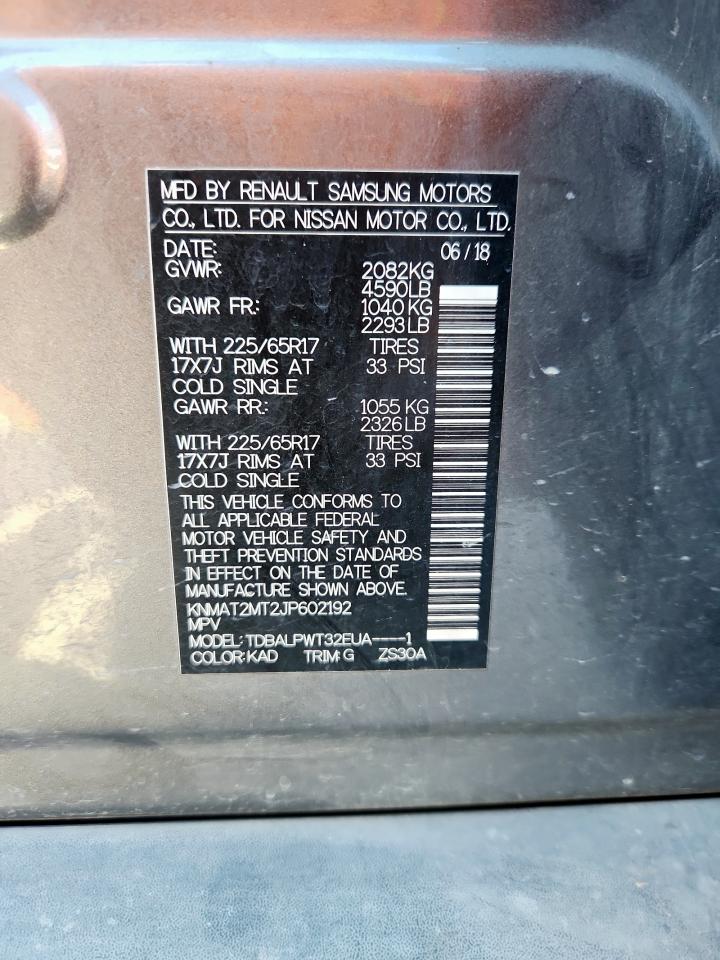 MFD BY RENAULT SAMSUNG MOTORS
CO., LTD. FOR NISSAN MOTOR CO., LTD.
DATE: 06 / 18
GVWR: 2082KG
4590LB
GAWR FR.: 1040 KG
2293 LB
WITH 225/65R17 TIRES
17X7J RIMS AT 33 PSI
COLD SINGLE
GAWR RR.: 1055 KG
2326 LB
WITH 225/65R17 TIRES
17X7J RIMS AT 33 PSI
COLD SINGLE
THIS VEHICLE CONFORMS TO
ALL APPLICABLE FEDERAL
MOTOR VEHICLE SAFETY AND
THEFT PREVENTION STANDARDS
IN EFFECT ON THE DATE OF
MANUFACTURE SHOWN ABOVE.
KNMAT2MT2JP602192
MPV
MODEL: TDBALPWT32EUA----1
COLOR: KAD TRIM: G ZS30A